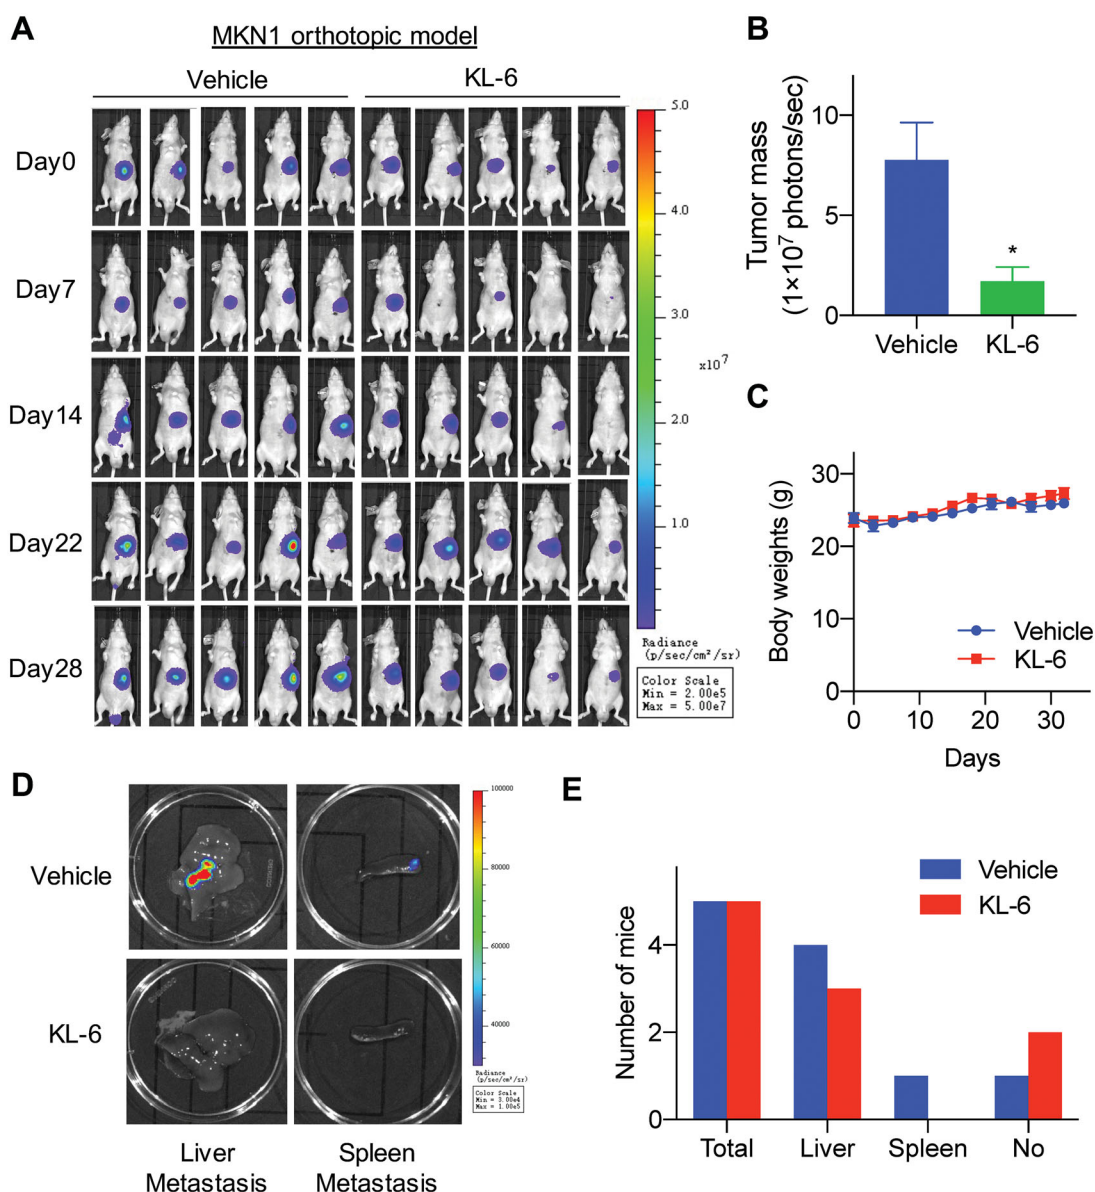 A
MKN1 orthotopic model
Vehicle
KL-6
Day0
Day7
Day14
Day22
Day28
5.0
4.0
3.0
x10⁷
2.0
1.0
Radiance
(p/sec/cm²/sr)
Color Scale
Min = 2.00e5
Max = 5.00e7
B
Tumor mass
(1×10⁷ photons/sec)
10
5
0
*
Vehicle
KL-6
C
Body weights (g)
30
20
10
0
Vehicle
KL-6
0
10
20
30
Days
D
Vehicle
KL-6
100000
80000
60000
40000
Radiance
(p/sec/cm²/sr)
Color Scale
Min = 3.00e4
Max = 1.00e5
Liver
Metastasis
Spleen
Metastasis
E
Number of mice
4
2
0
Vehicle
KL-6
Total
Liver
Spleen
No